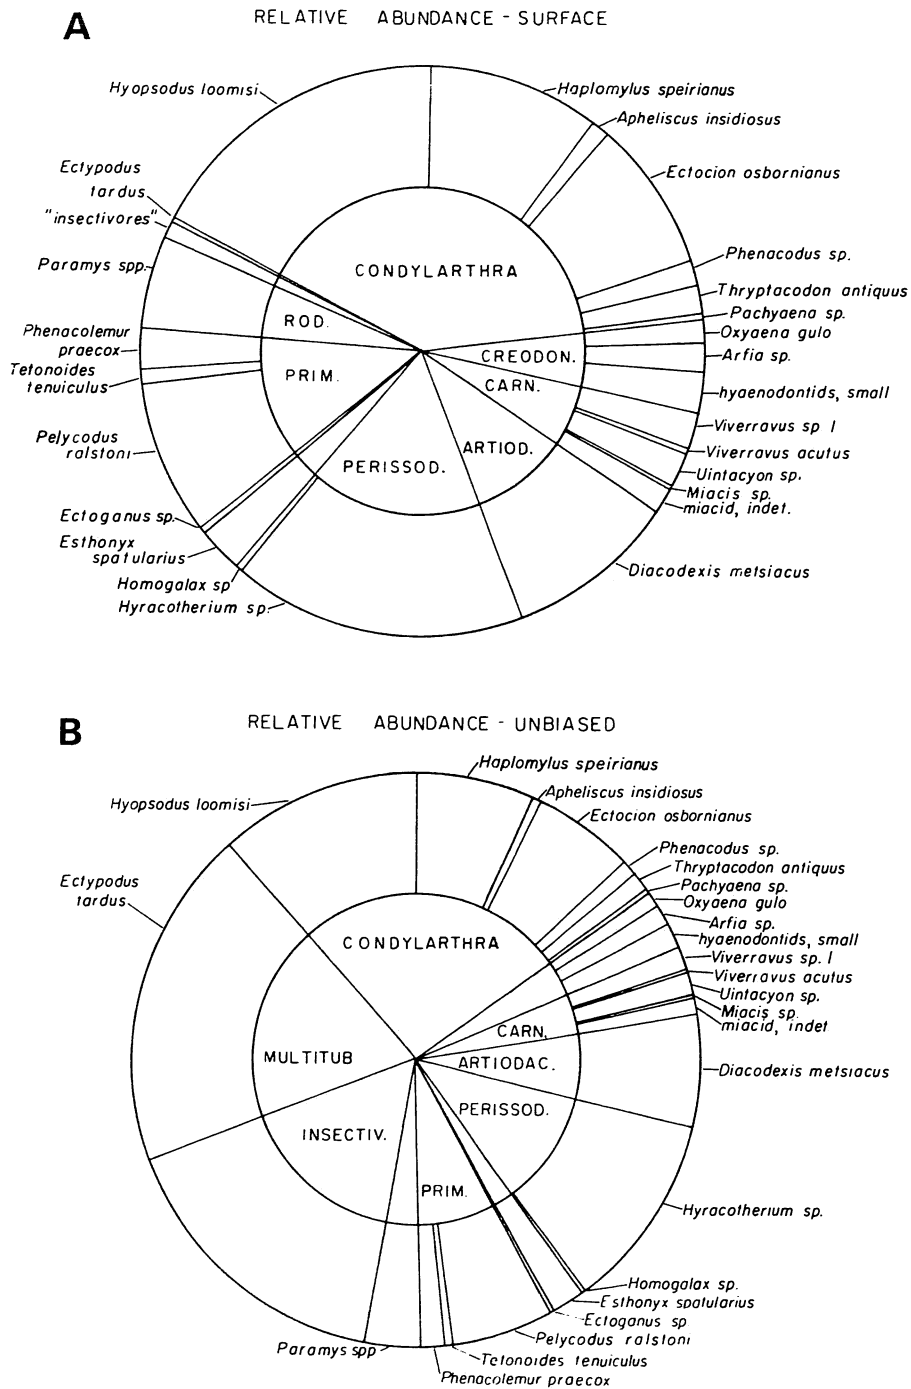 A
RELATIVE ABUNDANCE - SURFACE
Hyopsodus loomisi
Haplomylus speirianus
Apheliscus insidiosus
Ectypodus
tardus
"insectivores"
Ectocion osbornianus
Paramys spp.
Phenacodus sp.
CONDYLARTHRA
Thryptacodon antiquus
Pachyaena sp.
ROD.
Oxyaena gulo
Phenacolemur
praecox
CREODON.
Arfia sp.
Tetonoides
tenuiculus
PRIM.
CARN.
hyaenodontids, small
Viverravus sp 1
Pelycodus
ralstoni
ARTIOD.
Viverravus acutus
PERISSOD.
Uintacyon sp.
Miacis sp.
miacid, indet.
Ectoganus sp.
Esthonyx
spatularius
Diacodexis metsiacus
Homogalax sp
Hyracotherium sp.
B
RELATIVE ABUNDANCE - UNBIASED
Haplomylus speirianus
Hyopsodus loomisi
Apheliscus insidiosus
Ectocion osbornianus
Phenacodus sp.
Thryptacodon antiquus
Ectypodus
tardus
Pachyaena sp.
Oxyaena gulo
Arfia sp.
CONDYLARTHRA
hyaenodontids, small
Viverravus sp. 1
Viverravus acutus
Uintacyon sp.
Miacis sp.
miacid, indet
CARN.
MULTITUB
ARTIODAC.
Diacodexis metsiacus
PERISSOD.
INSECTIV.
PRIM.
Hyracotherium sp.
Homogalax sp.
Esthonyx spatularius
Ectoganus sp
Pelycodus ralstoni
Paramys spp
Tetonoides tenuiculus
Phenacolemur praecox